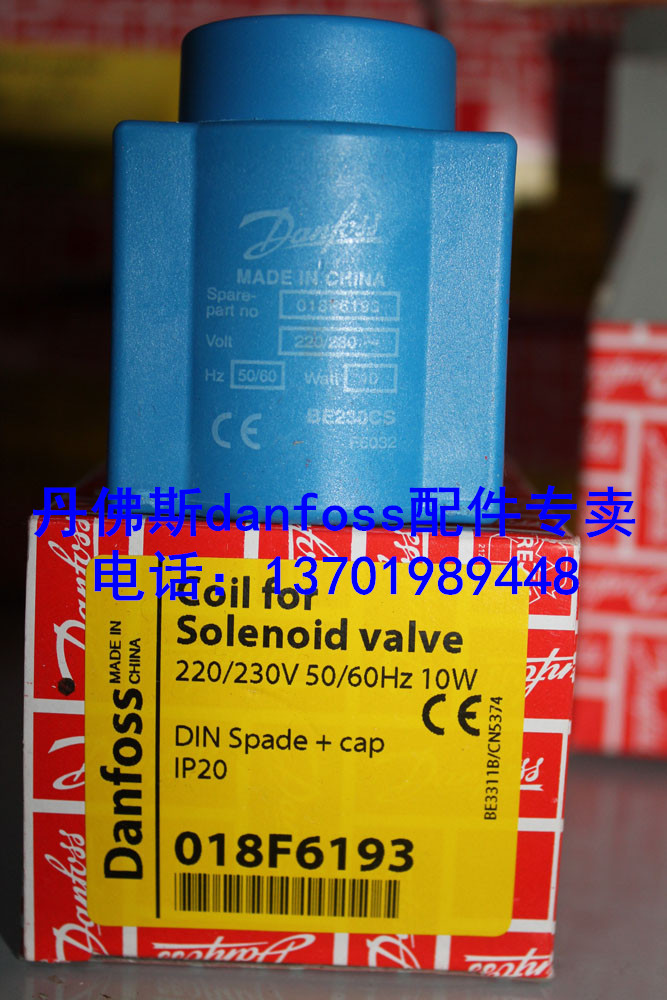 Danfoss
MADE IN CHINA
Spare-
part no 018F6193
Volt 220/230 ~
Hz 50/60 Watt 10
BE230CS
F6032
丹佛斯danfoss配件专卖
电话：13701989448
Danfoss
MADE IN
CHINA
Coil for
Solenoid valve
220/230V 50/60Hz 10W
CE
DIN Spade + cap
IP20
BE3311B/CN5374
018F6193